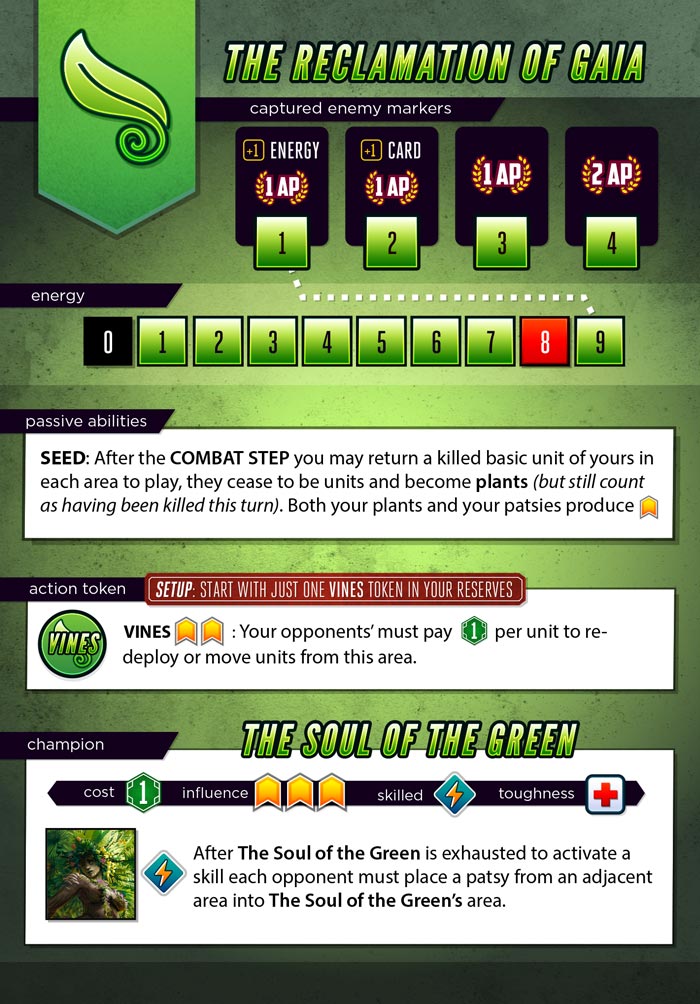 THE RECLAMATION OF GAIA
captured enemy markers
+1 ENERGY
1 AP
1
+1 CARD
1 AP
2
1 AP
3
2 AP
4
energy
0 1 2 3 4 5 6 7 8 9
passive abilities
SEED: After the COMBAT STEP you may return a killed basic unit of yours in
each area to play, they cease to be units and become plants (but still count
as having been killed this turn). Both your plants and your patsies produce
action token
SETUP: START WITH JUST ONE VINES TOKEN IN YOUR RESERVES
VINES
VINES : Your opponents' must pay 1 per unit to re-
deploy or move units from this area.
champion
THE SOUL OF THE GREEN
cost 1 influence skilled toughness
After The Soul of the Green is exhausted to activate a
skill each opponent must place a patsy from an adjacent
area into The Soul of the Green's area.